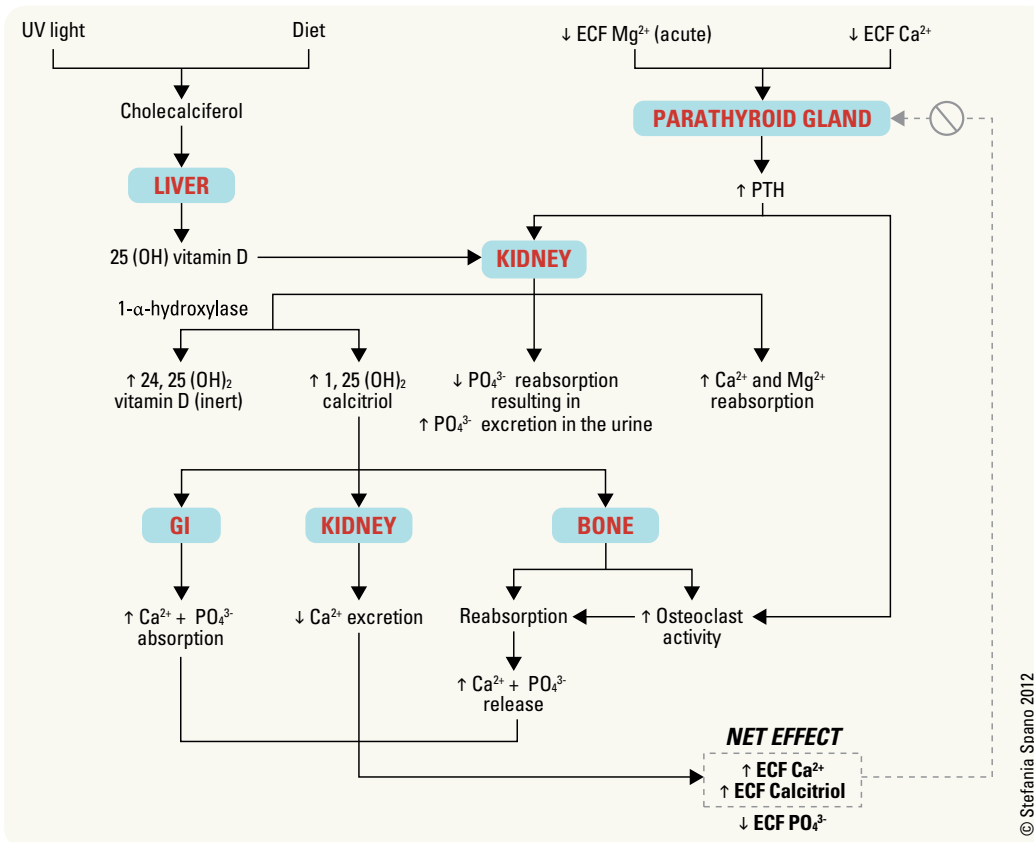 UV light
Diet
↓ ECF Mg²⁺ (acute)
↓ ECF Ca²⁺
Cholecalciferol
PARATHYROID GLAND
LIVER
↑ PTH
25 (OH) vitamin D
KIDNEY
1-α-hydroxylase
↑ 24, 25 (OH)₂
vitamin D (inert)
↑ 1, 25 (OH)₂
calcitriol
↓ PO₄³⁻ reabsorption
resulting in
↑ PO₄³⁻ excretion in the urine
↑ Ca²⁺ and Mg²⁺
reabsorption
GI
KIDNEY
BONE
↑ Ca²⁺ + PO₄³⁻
absorption
↓ Ca²⁺ excretion
Reabsorption
↑ Osteoclast
activity
↑ Ca²⁺ + PO₄³⁻
release
NET EFFECT
↑ ECF Ca²⁺
↑ ECF Calcitriol
↓ ECF PO₄³⁻
© Stefania Spano 2012